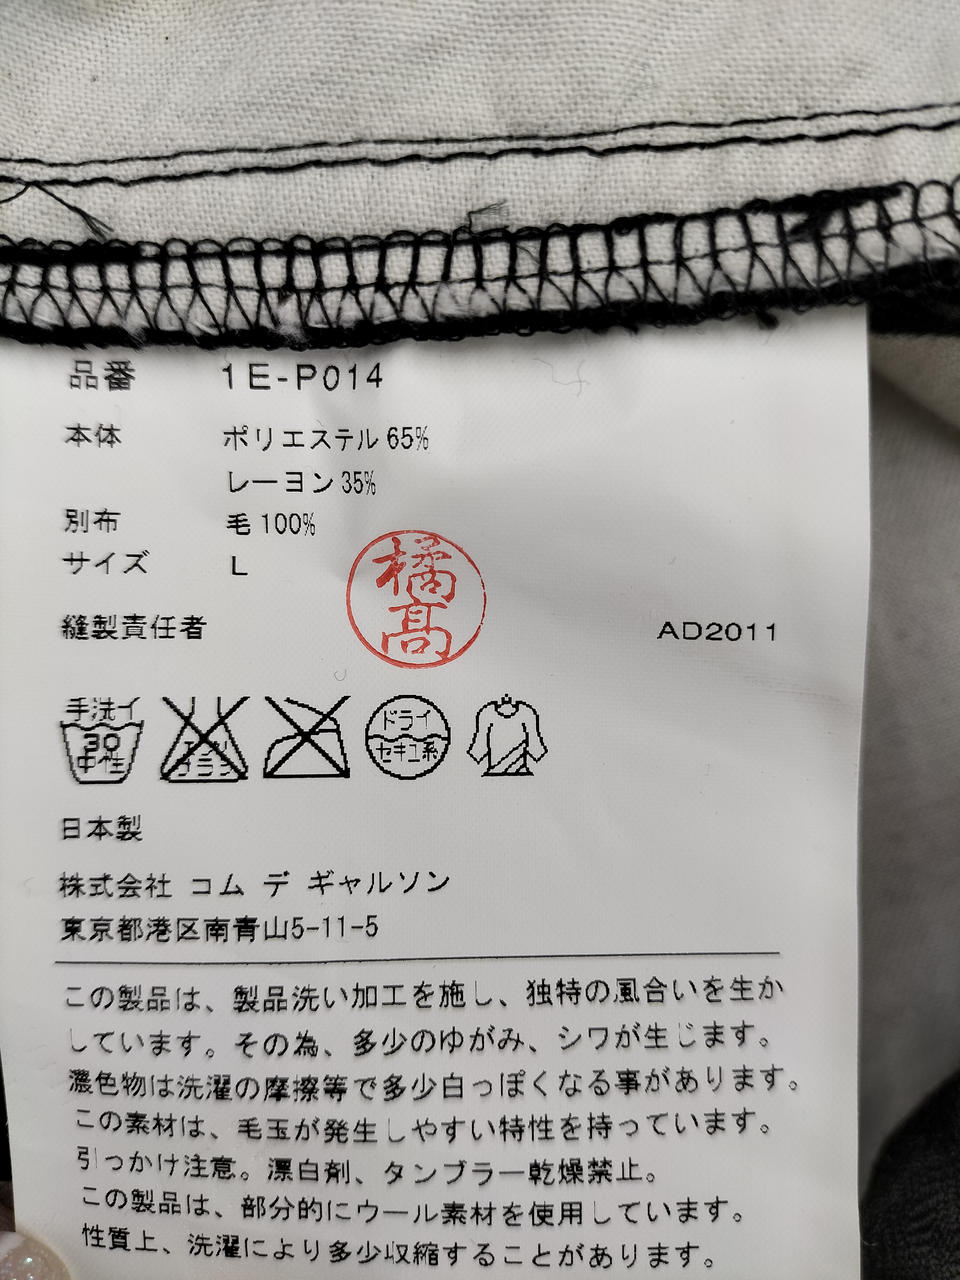 品番 1E-P014
本体 ポリエステル 65%
レーヨン 35%
別布 毛 100%
サイズ L
橘高
縫製責任者 AD2011
手洗イ 30 中性
エンソ ブラシ
ドライ セキユ系
日本製
株式会社 コム デ ギャルソン
東京都港区南青山5-11-5
この製品は、製品洗い加工を施し、独特の風合いを生か
しています。その為、多少のゆがみ、シワが生じます。
濃色物は洗濯の摩擦等で多少白っぽくなる事があります。
この素材は、毛玉が発生しやすい特性を持っています。
引っかけ注意。漂白剤、タンブラー乾燥禁止。
この製品は、部分的にウール素材を使用しています。
性質上、洗濯により多少収縮することがあります。